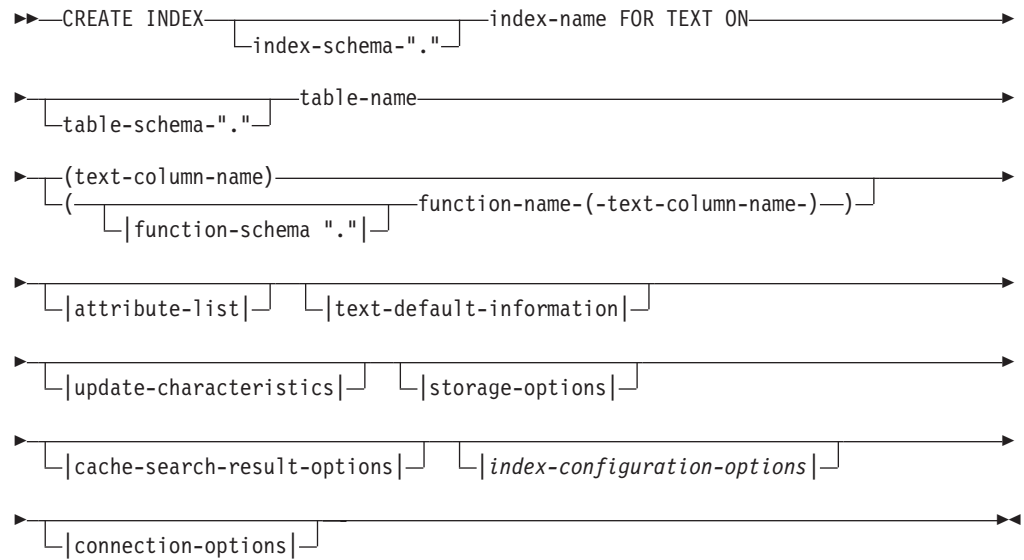 CREATE INDEX index-name FOR TEXT ON
index-schema-"."
table-name
table-schema-"."
(text-column-name)
( function-name-(-text-column-name-) )
|function-schema "."|
|attribute-list| |text-default-information|
|update-characteristics| |storage-options|
|cache-search-result-options| |index-configuration-options|
|connection-options|